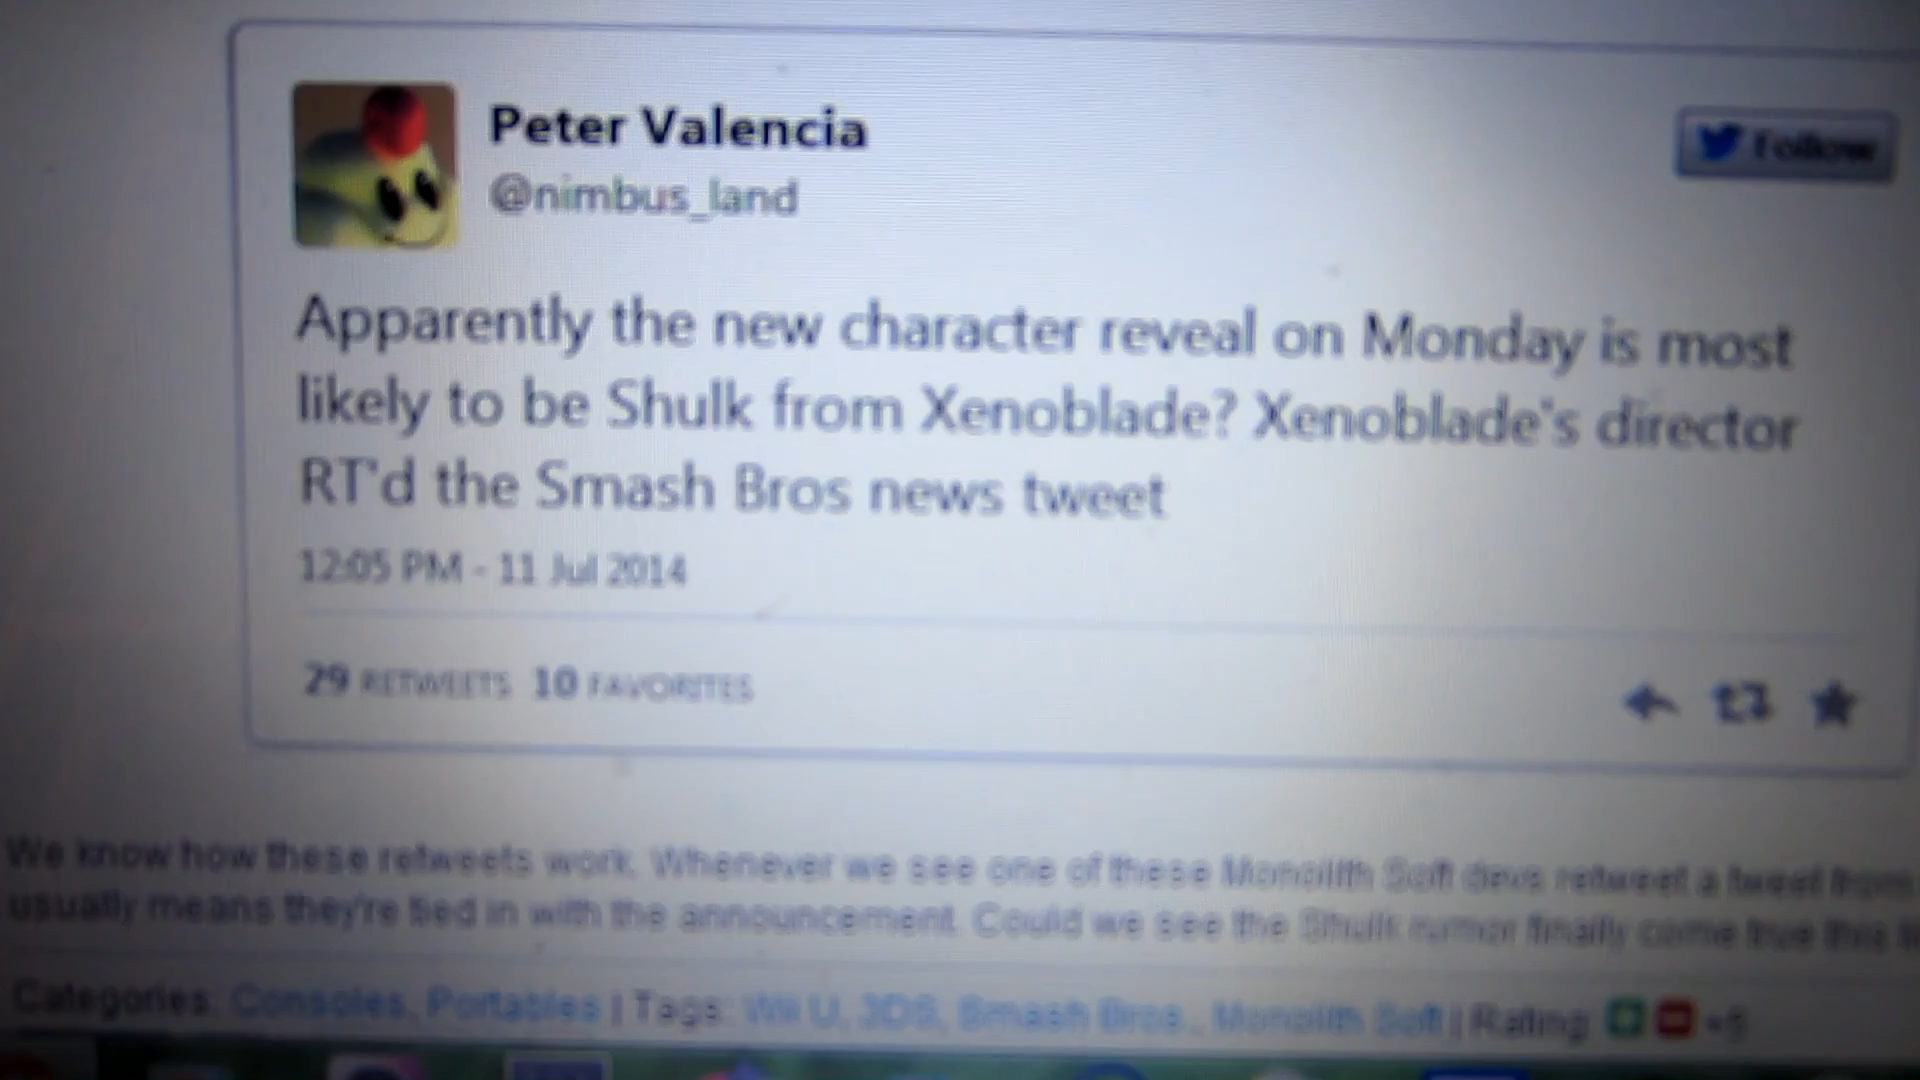 Peter Valencia
@nimbus_land
Follow
Apparently the new character reveal on Monday is most
likely to be Shulk from Xenoblade? Xenoblade's director
RT'd the Smash Bros news tweet
12:05 PM - 11 Jul 2014
29 RETWEETS 10 FAVORITES
We know how these retweets work. Whenever we see one of these Monolith Soft devs retweet a tweet from
usually means they're tied in with the announcement. Could we see the Shulk rumor finally come true this
Categories: Consoles, Portables | Tags: Wii U, 3DS, Smash Bros., Monolith Soft | Rating: +5